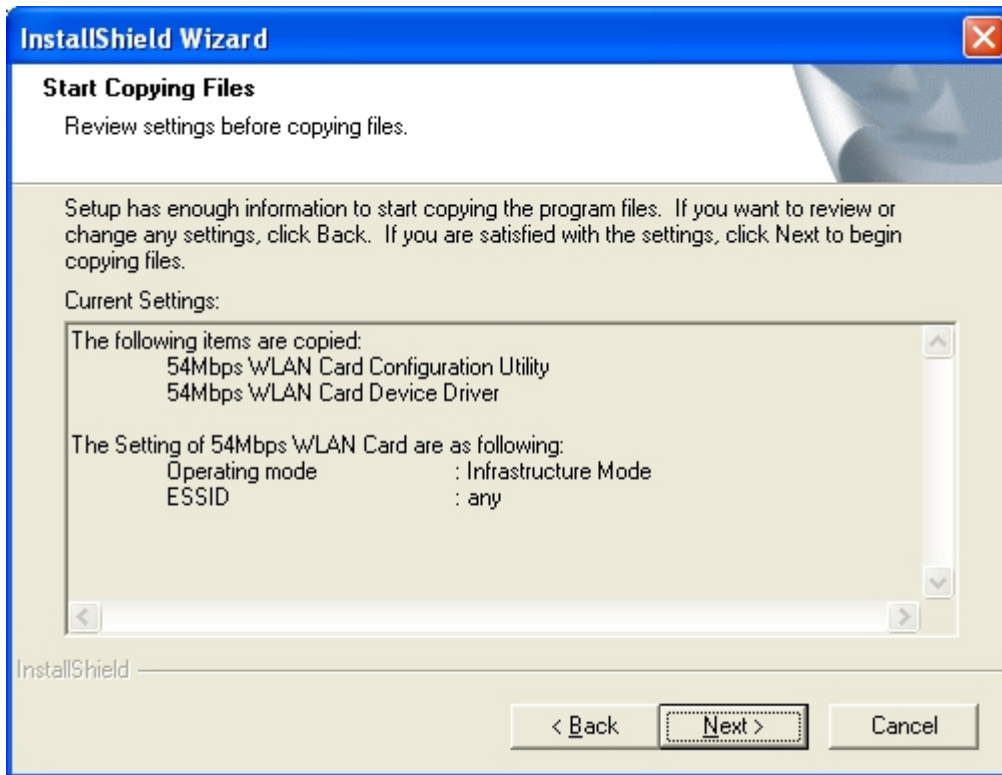 InstallShield Wizard
Start Copying Files
Review settings before copying files.
Setup has enough information to start copying the program files. If you want to review or
change any settings, click Back. If you are satisfied with the settings, click Next to begin
copying files.
Current Settings:
The following items are copied:
54Mbps WLAN Card Configuration Utility
54Mbps WLAN Card Device Driver
The Setting of 54Mbps WLAN Card are as following:
Operating mode : Infrastructure Mode
ESSID : any
InstallShield
< Back Next > Cancel